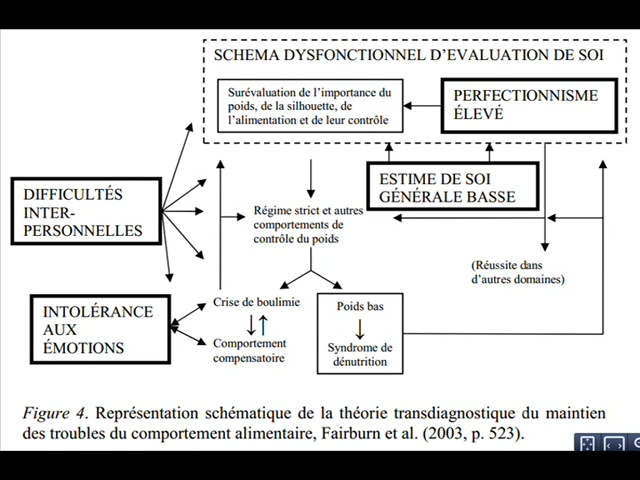 SCHEMA DYSFONCTIONNEL D'EVALUATION DE SOI
Surévaluation de l'importance du
poids, de la silhouette, de
l'alimentation et de leur contrôle
PERFECTIONNISME
ÉLEVÉ
ESTIME DE SOI
GÉNÉRALE BASSE
DIFFICULTÉS
INTER-
PERSONNELLES
Régime strict et autres
comportements de
contrôle du poids
(Réussite dans
d'autres domaines)
INTOLÉRANCE
AUX
ÉMOTIONS
Crise de boulimie
Comportement
compensatoire
Poids bas
Syndrome de
dénutrition
Figure 4. Représentation schématique de la théorie transdiagnostique du maintien
des troubles du comportement alimentaire, Fairburn et al. (2003, p. 523).